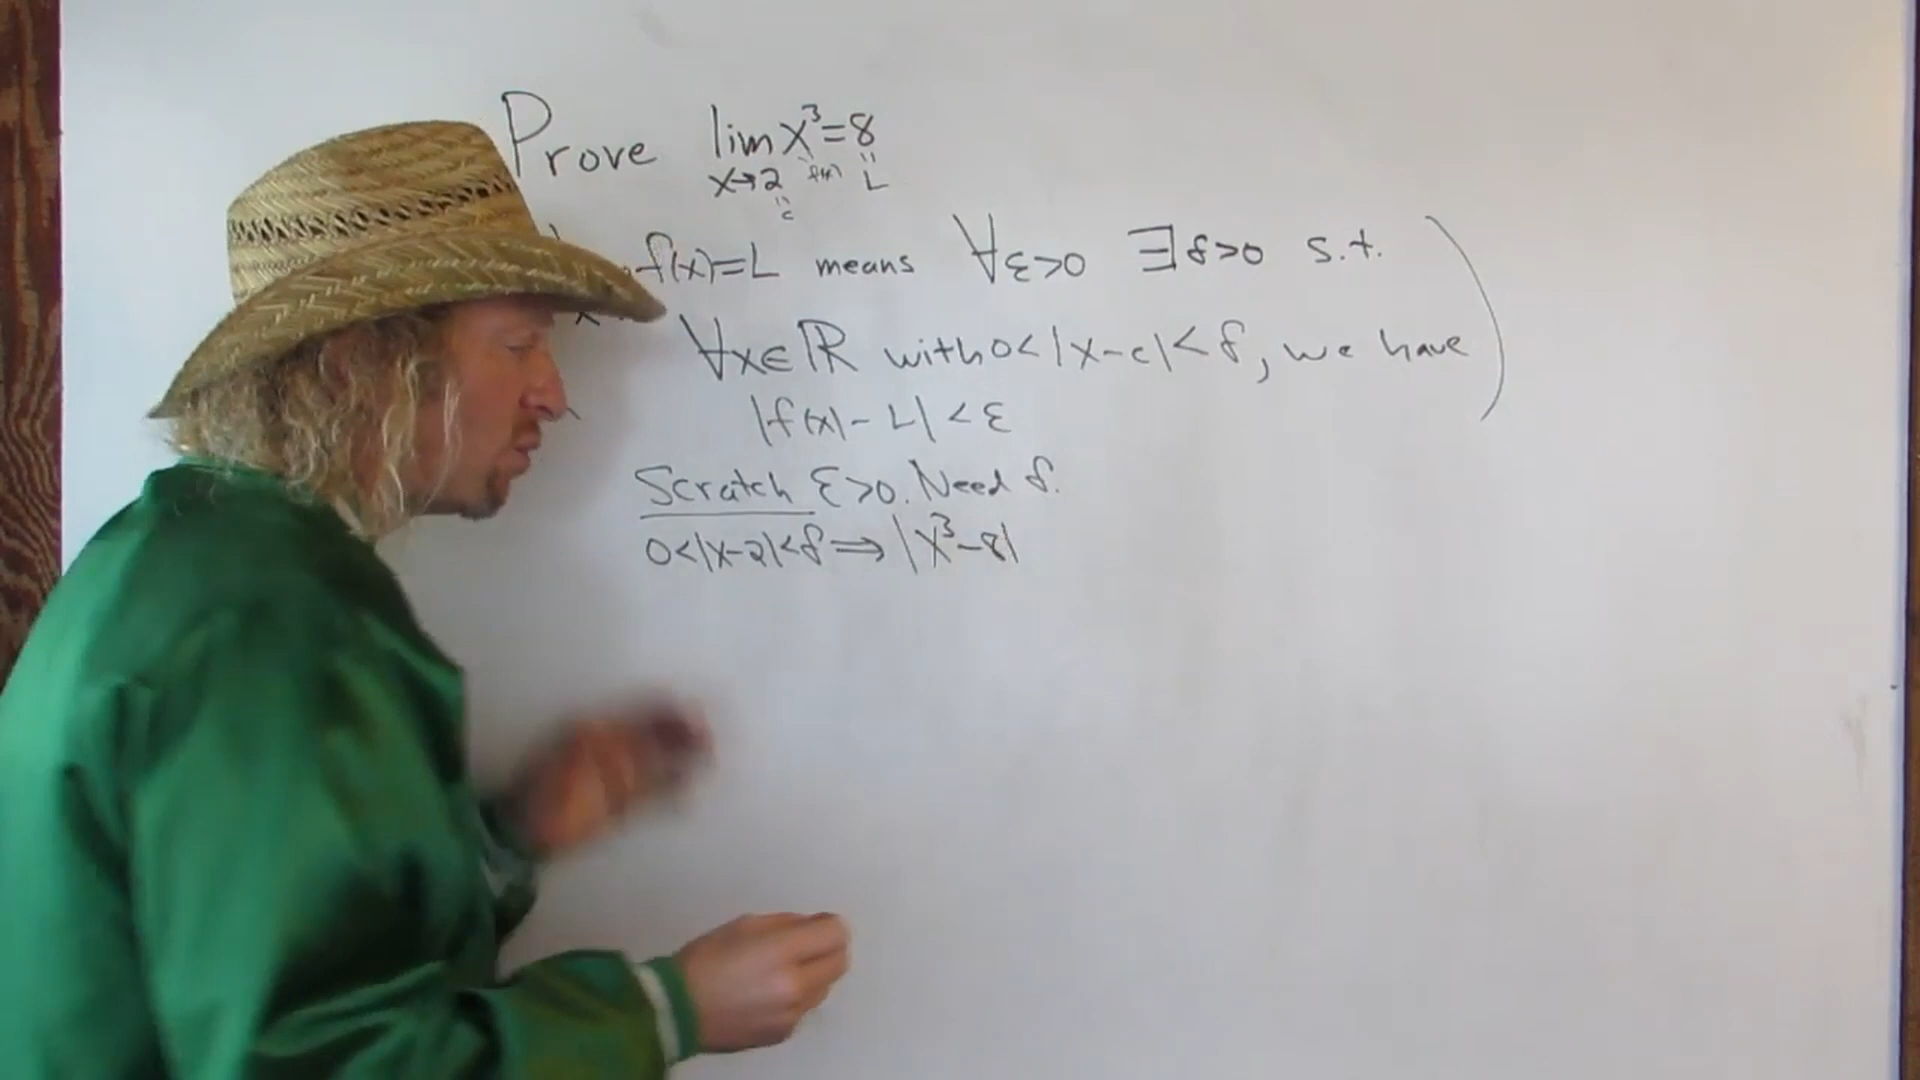 Prove lim x³=8
x→2 f(x) L
c
f(x)=L means ∀ε>0 ∃δ>0 s.t.
x
∀x∈ℝ with 0<|x-c|<δ, we have
|f(x)-L|<ε
Scratch ε>0. Need δ.
0<|x-2|<δ ⟹ |x³-8|